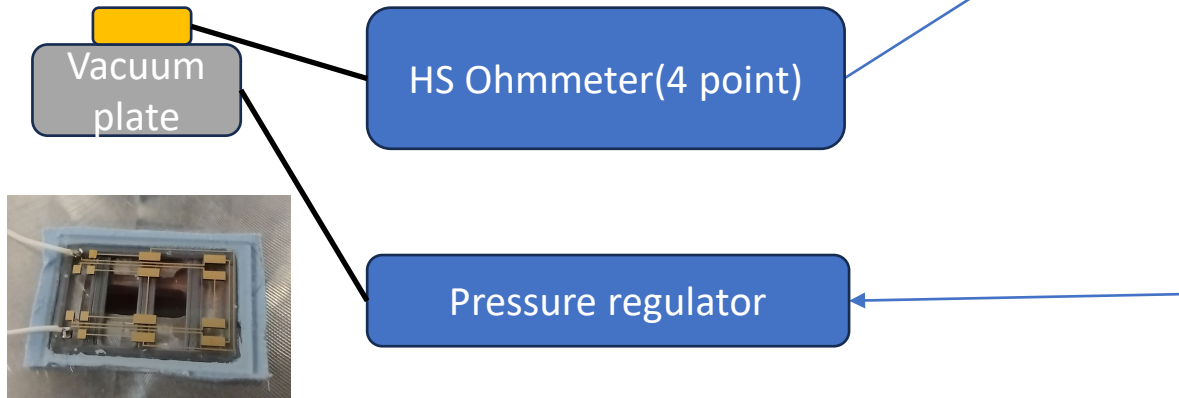 Vacuum
plate
HS Ohmmeter(4 point)
Pressure regulator